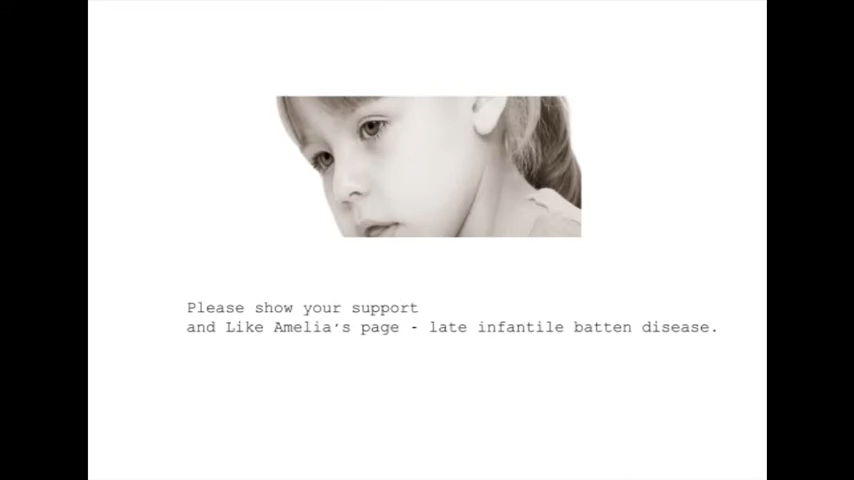 Please show your support
and Like Amelia's page - late infantile batten disease.